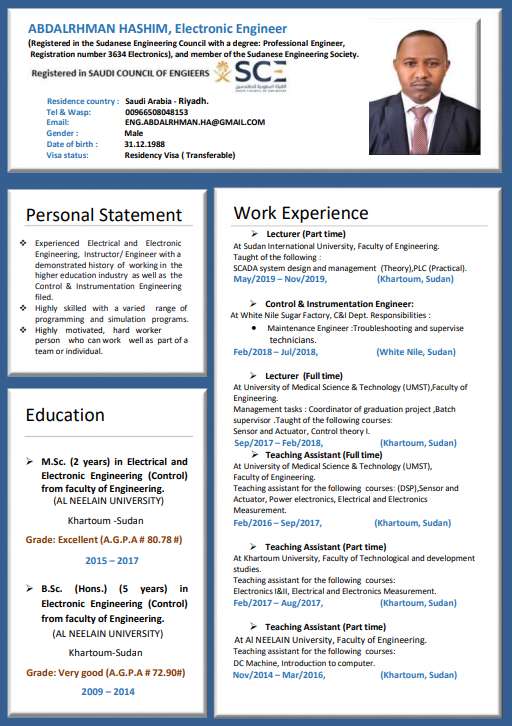 ABDALRHMAN HASHIM, Electronic Engineer
(Registered in the Sudanese Engineering Council with a degree: Professional Engineer,
Registration number 3634 Electronics), and member of the Sudanese Engineering Society.
Registered in SAUDI COUNCIL OF ENGIEERS
SCE
Residence country : Saudi Arabia - Riyadh.
Tel & Wasp: 00966508048153
Email: ENG.ABDALRHMAN.HA@GMAIL.COM
Gender : Male
Date of birth : 31.12.1988
Visa status: Residency Visa ( Transferable)
Personal Statement
❖ Experienced Electrical and Electronic
Engineering, Instructor/ Engineer with a
demonstrated history of working in the
higher education industry as well as the
Control & Instrumentation Engineering
filed.
❖ Highly skilled with a varied range of
programming and simulation programs.
❖ Highly motivated, hard worker
person who can work well as part of a
team or individual.
Education
➢ M.Sc. (2 years) in Electrical and
Electronic Engineering (Control)
from faculty of Engineering.
(AL NEELAIN UNIVERSITY)
Khartoum -Sudan
Grade: Excellent (A.G.P.A # 80.78 #)
2015 – 2017
➢ B.Sc. (Hons.) (5 years) in
Electronic Engineering (Control)
from faculty of Engineering.
(AL NEELAIN UNIVERSITY)
Khartoum-Sudan
Grade: Very good (A.G.P.A # 72.90#)
2009 – 2014
Work Experience
➢ Lecturer (Part time)
At Sudan International University, Faculty of Engineering.
Taught of the following :
SCADA system design and management (Theory),PLC (Practical).
May/2019 – Nov/2019, (Khartoum, Sudan)
➢ Control & Instrumentation Engineer:
At White Nile Sugar Factory, C&I Dept. Responsibilities :
• Maintenance Engineer :Troubleshooting and supervise
technicians.
Feb/2018 – Jul/2018, (White Nile, Sudan)
➢ Lecturer (Full time)
At University of Medical Science & Technology (UMST),Faculty of
Engineering.
Management tasks : Coordinator of graduation project ,Batch
supervisor .Taught of the following courses:
Sensor and Actuator, Control theory I.
Sep/2017 – Feb/2018, (Khartoum, Sudan)
➢ Teaching Assistant (Full time)
At University of Medical Science & Technology (UMST),
Faculty of Engineering.
Teaching assistant for the following courses: (DSP),Sensor and
Actuator, Power electronics, Electrical and Electronics
Measurement.
Feb/2016 – Sep/2017, (Khartoum, Sudan)
➢ Teaching Assistant (Part time)
At Khartoum University, Faculty of Technological and development
studies.
Teaching assistant for the following courses:
Electronics I&II, Electrical and Electronics Measurement.
Feb/2017 – Aug/2017, (Khartoum, Sudan)
➢ Teaching Assistant (Part time)
At Al NEELAIN University, Faculty of Engineering.
Teaching assistant for the following courses:
DC Machine, Introduction to computer.
Nov/2014 – Mar/2016, (Khartoum, Sudan)